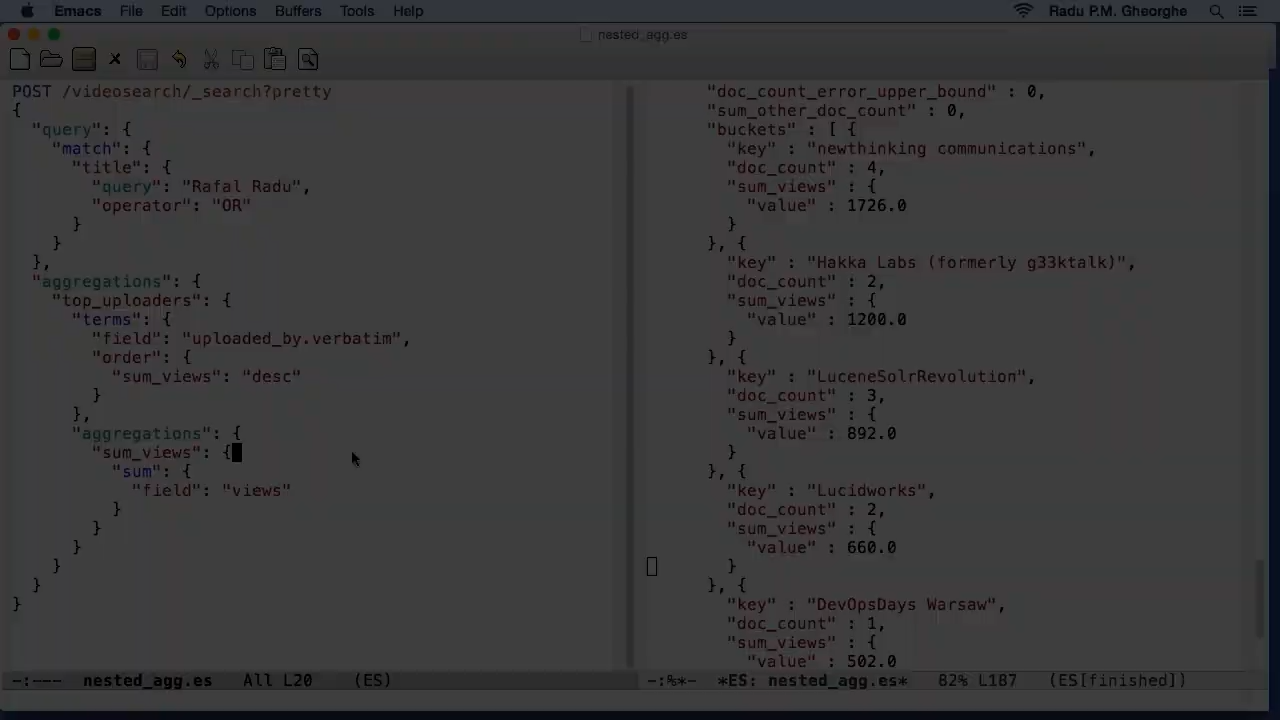 Emacs File Edit Options Buffers Tools Help Radu P.M. Gheorghe
nested_agg.es
POST /videosearch/_search?pretty
{
  "query": {
    "match": {
      "title": {
        "query": "Rafal Radu",
        "operator": "OR"
      }
    }
  },
  "aggregations": {
    "top_uploaders": {
      "terms": {
        "field": "uploaded_by.verbatim",
        "order": {
          "sum_views": "desc"
        }
      },
      "aggregations": {
        "sum_views": {
          "sum": {
            "field": "views"
          }
        }
      }
    }
  }
}
-:---  nested_agg.es   All L20    (ES)
"doc_count_error_upper_bound" : 0,
"sum_other_doc_count" : 0,
"buckets" : [ {
  "key" : "newthinking communications",
  "doc_count" : 4,
  "sum_views" : {
    "value" : 1726.0
  }
}, {
  "key" : "Hakka Labs (formerly g33ktalk)",
  "doc_count" : 2,
  "sum_views" : {
    "value" : 1200.0
  }
}, {
  "key" : "LuceneSolrRevolution",
  "doc_count" : 3,
  "sum_views" : {
    "value" : 892.0
  }
}, {
  "key" : "Lucidworks",
  "doc_count" : 2,
  "sum_views" : {
    "value" : 660.0
  }
}, {
  "key" : "DevOpsDays Warsaw",
  "doc_count" : 1,
  "sum_views" : {
    "value" : 502.0
-:%*-  *ES: nested_agg.es*   82% L187   (ES[finished])